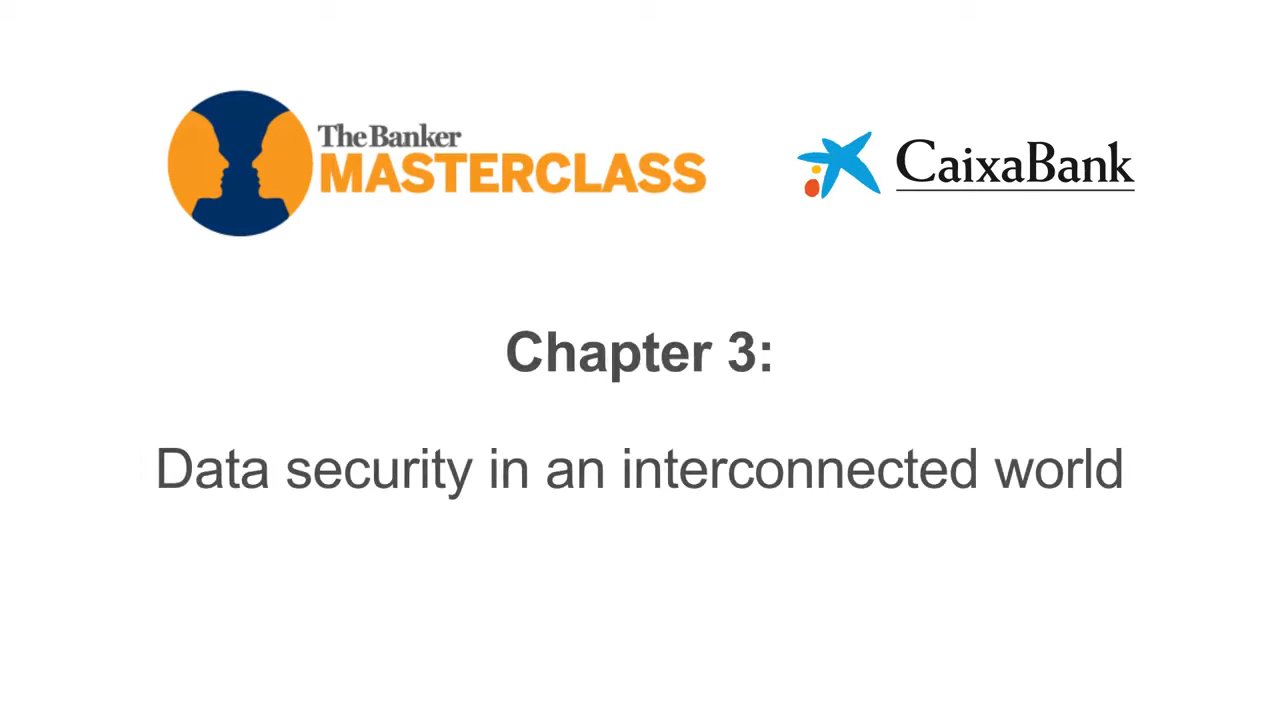 The Banker
MASTERCLASS
CaixaBank
Chapter 3:
Data security in an interconnected world